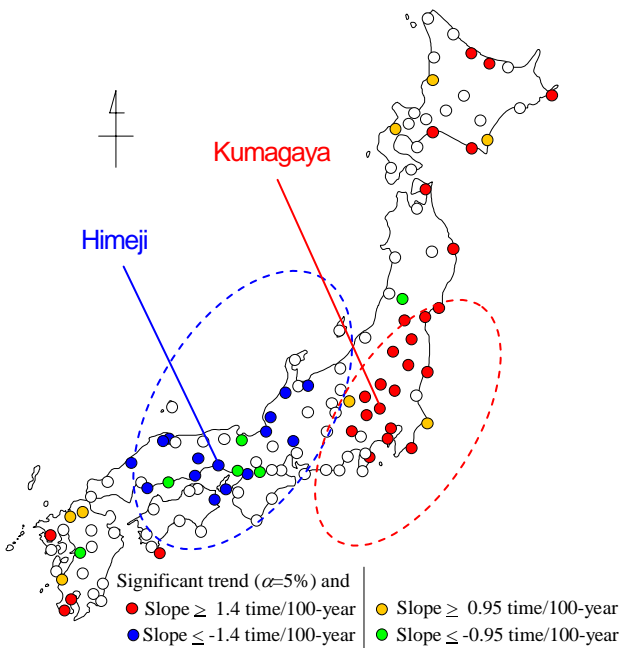 Kumagaya
Himeji
Significant trend (α=5%) and
Slope ≥ 1.4 time/100-year
Slope ≤ -1.4 time/100-year
Slope ≥ 0.95 time/100-year
Slope ≤ -0.95 time/100-year